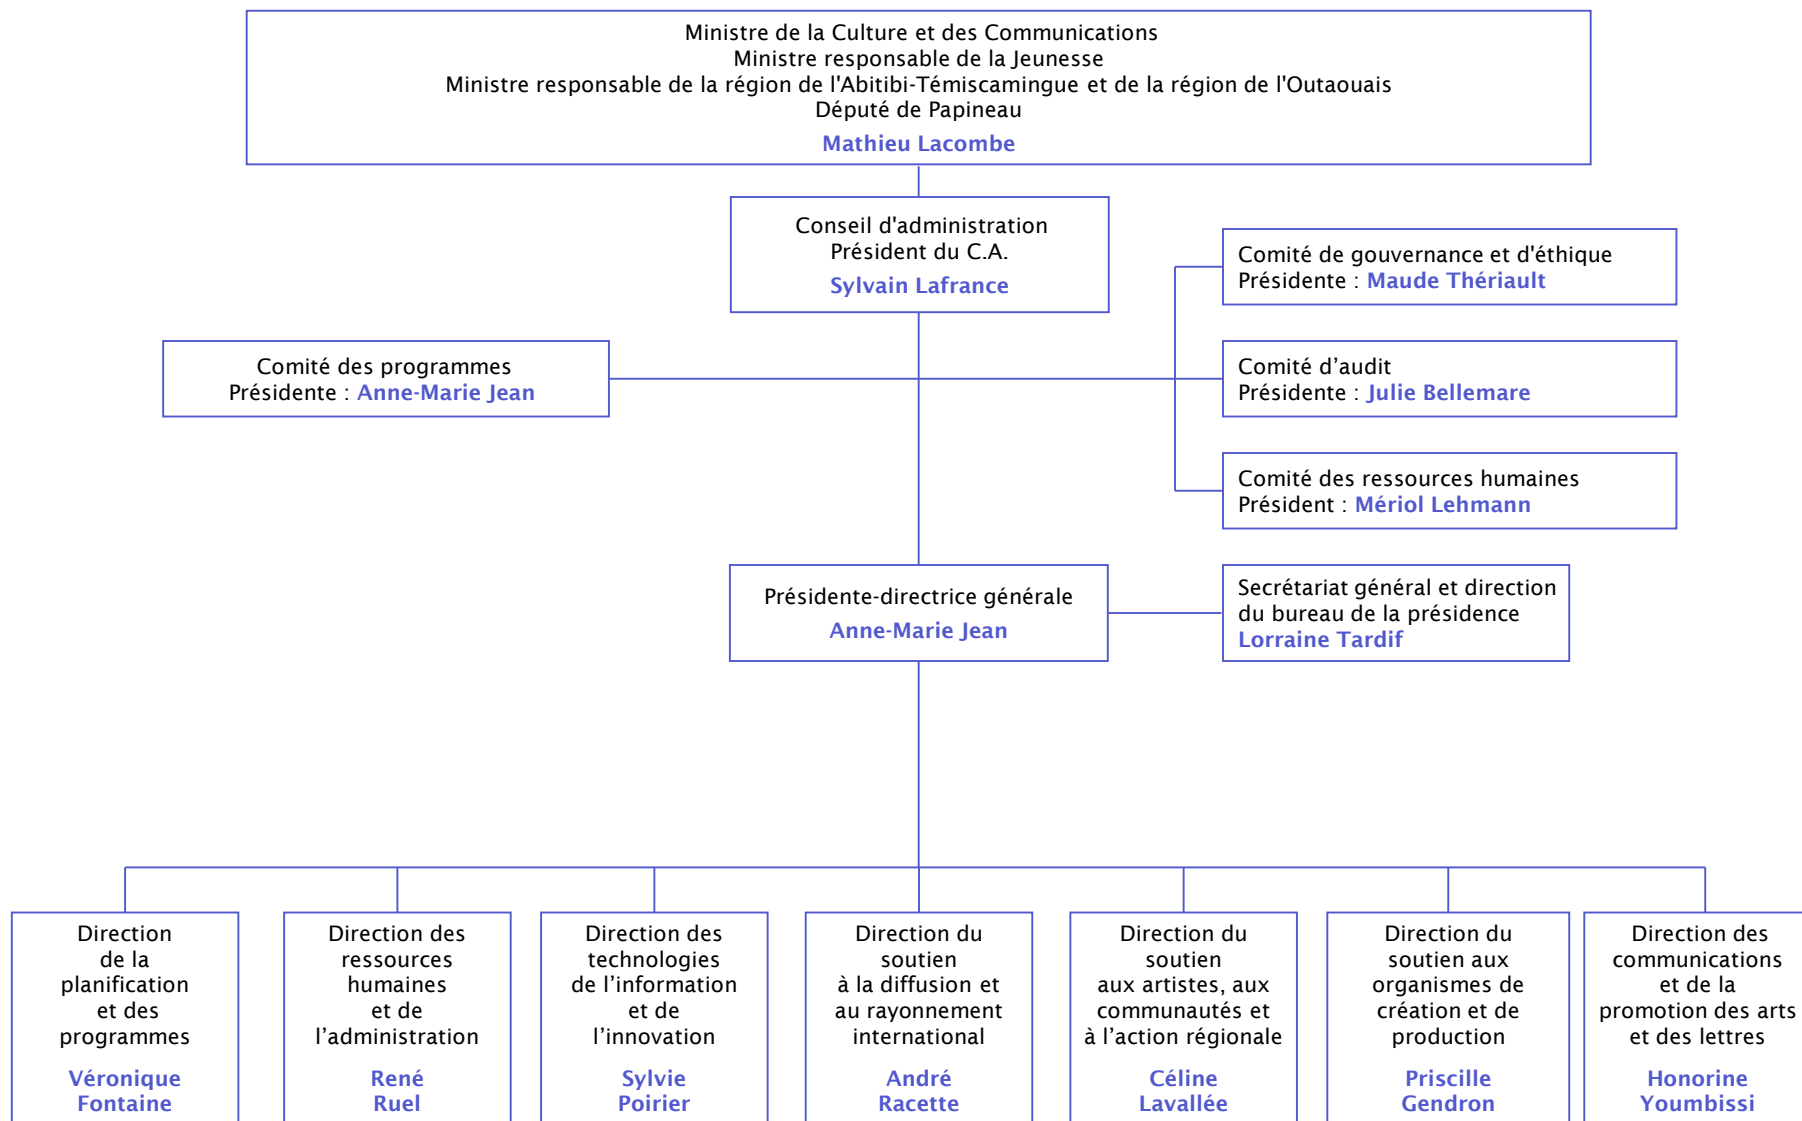 Ministre de la Culture et des Communications
Ministre responsable de la Jeunesse
Ministre responsable de la région de l'Abitibi-Témiscamingue et de la région de l'Outaouais
Député de Papineau
Mathieu Lacombe
Conseil d'administration
Président du C.A.
Sylvain Lafrance
Comité de gouvernance et d'éthique
Présidente : Maude Thériault
Comité des programmes
Présidente : Anne-Marie Jean
Comité d’audit
Présidente : Julie Bellemare
Comité des ressources humaines
Président : Mériol Lehmann
Présidente-directrice générale
Anne-Marie Jean
Secrétariat général et direction
du bureau de la présidence
Lorraine Tardif
Direction
de la
planification
et des
programmes
Véronique
Fontaine
Direction des
ressources
humaines
et de
l’administration
René
Ruel
Direction des
technologies
de l’information
et de
l’innovation
Sylvie
Poirier
Direction du
soutien
à la diffusion et
au rayonnement
international
André
Racette
Direction du
soutien
aux artistes, aux
communautés et
à l’action régionale
Céline
Lavallée
Direction du
soutien aux
organismes de
création et de
production
Priscille
Gendron
Direction des
communications
et de la
promotion des arts
et des lettres
Honorine
Youmbissi